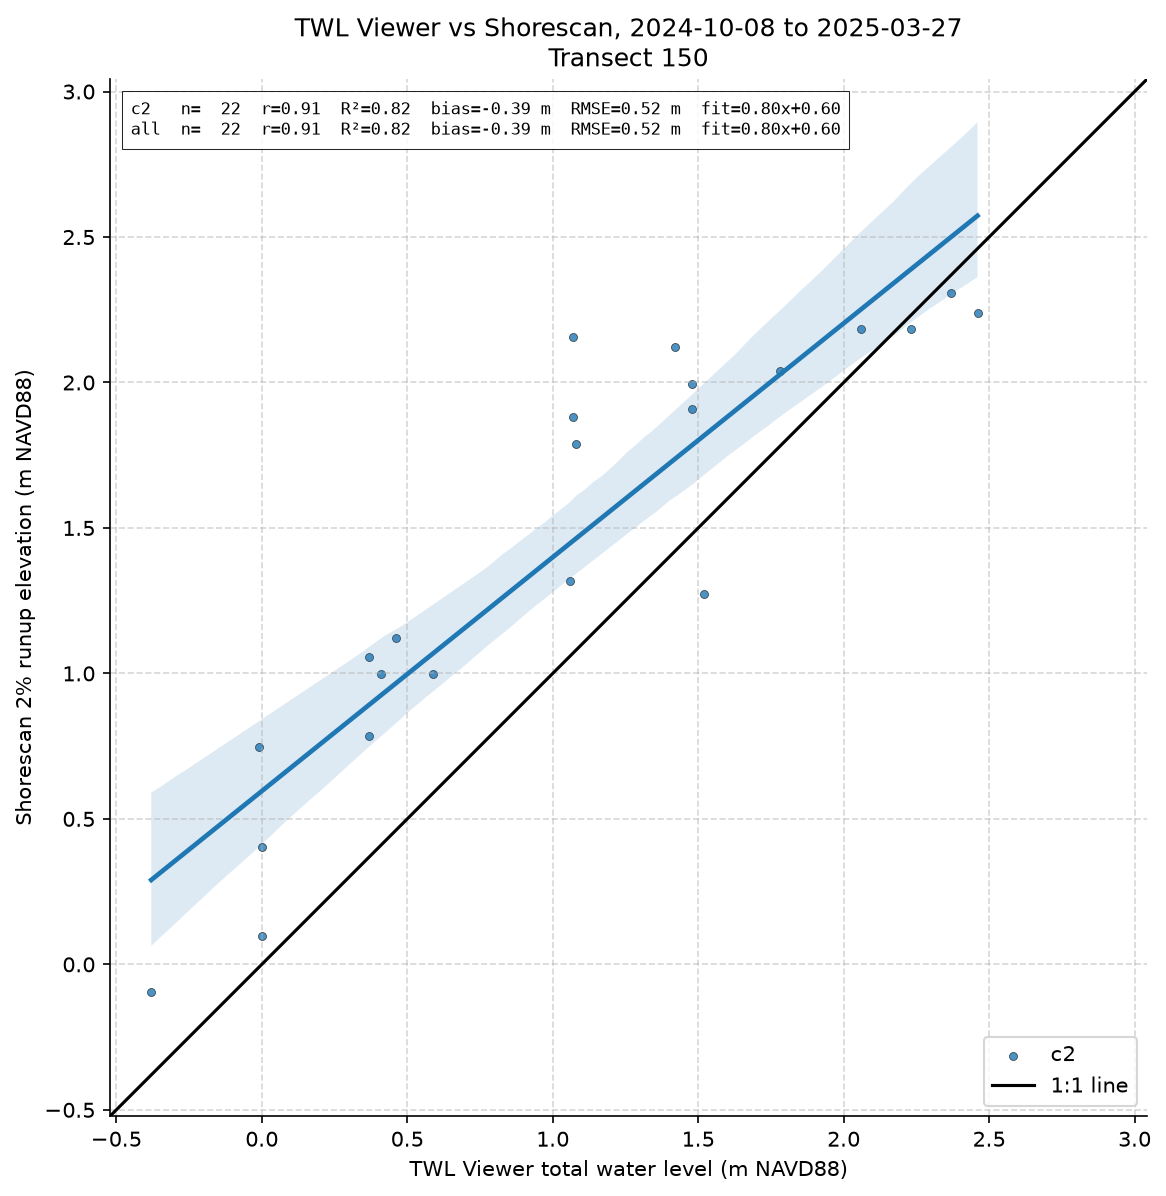 TWL Viewer vs Shorescan, 2024-10-08 to 2025-03-27
Transect 150
c2 n= 22 r=0.91 R²=0.82 bias=-0.39 m RMSE=0.52 m fit=0.80x+0.60
all n= 22 r=0.91 R²=0.82 bias=-0.39 m RMSE=0.52 m fit=0.80x+0.60
3.0
2.5
2.0
1.5
1.0
0.5
0.0
−0.5
Shorescan 2% runup elevation (m NAVD88)
c2
1:1 line
−0.5 0.0 0.5 1.0 1.5 2.0 2.5 3.0
TWL Viewer total water level (m NAVD88)